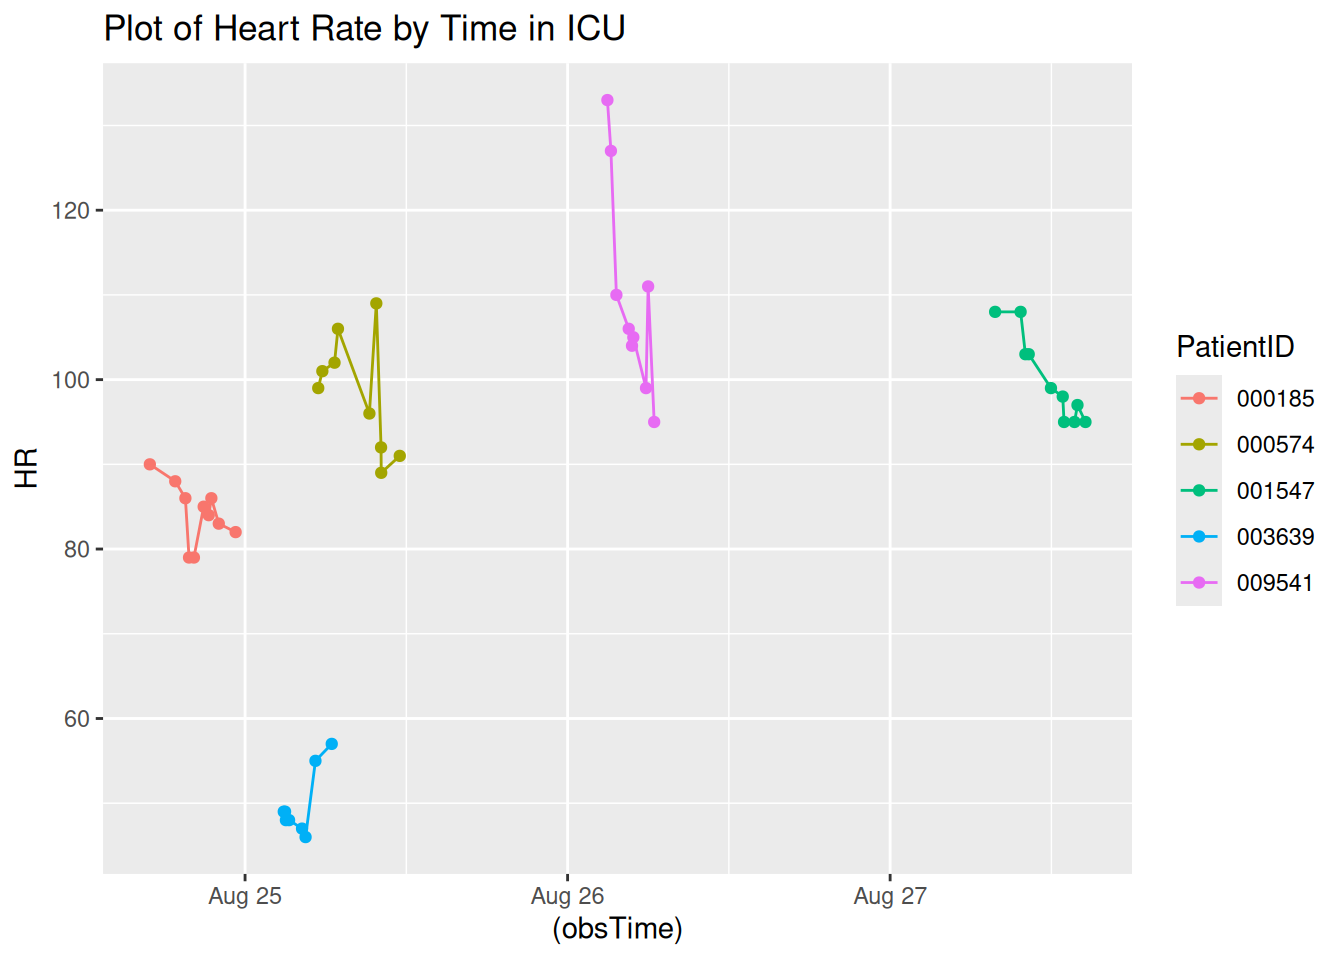 Plot of Heart Rate by Time in ICU
HR
120
100
80
60
Aug 25
Aug 26
Aug 27
(obsTime)
PatientID
000185
000574
001547
003639
009541